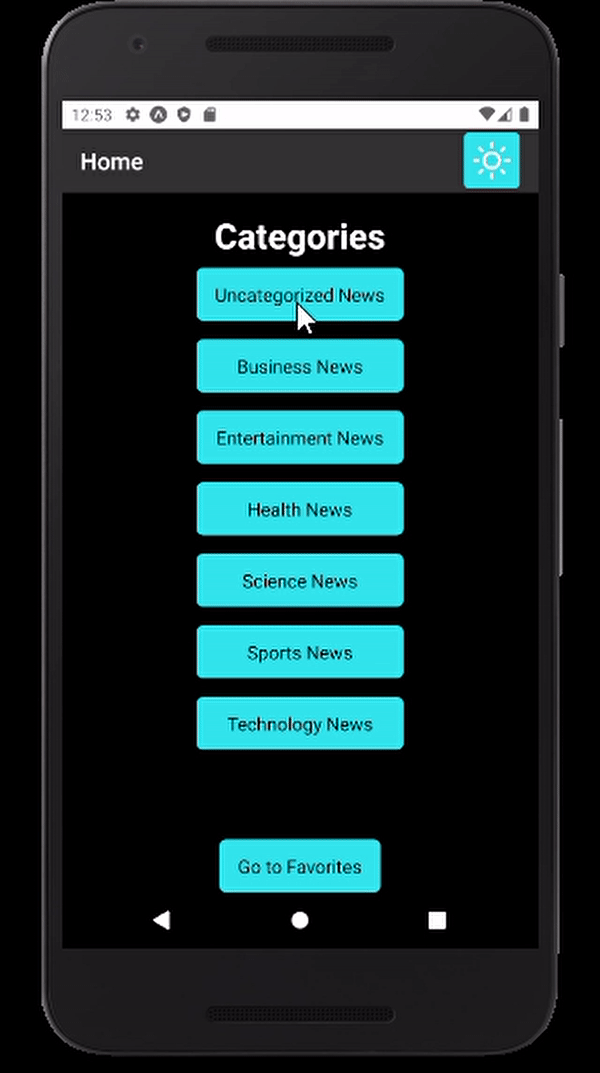 12:53
Home
Categories
Uncategorized News
Business News
Entertainment News
Health News
Science News
Sports News
Technology News
Go to Favorites